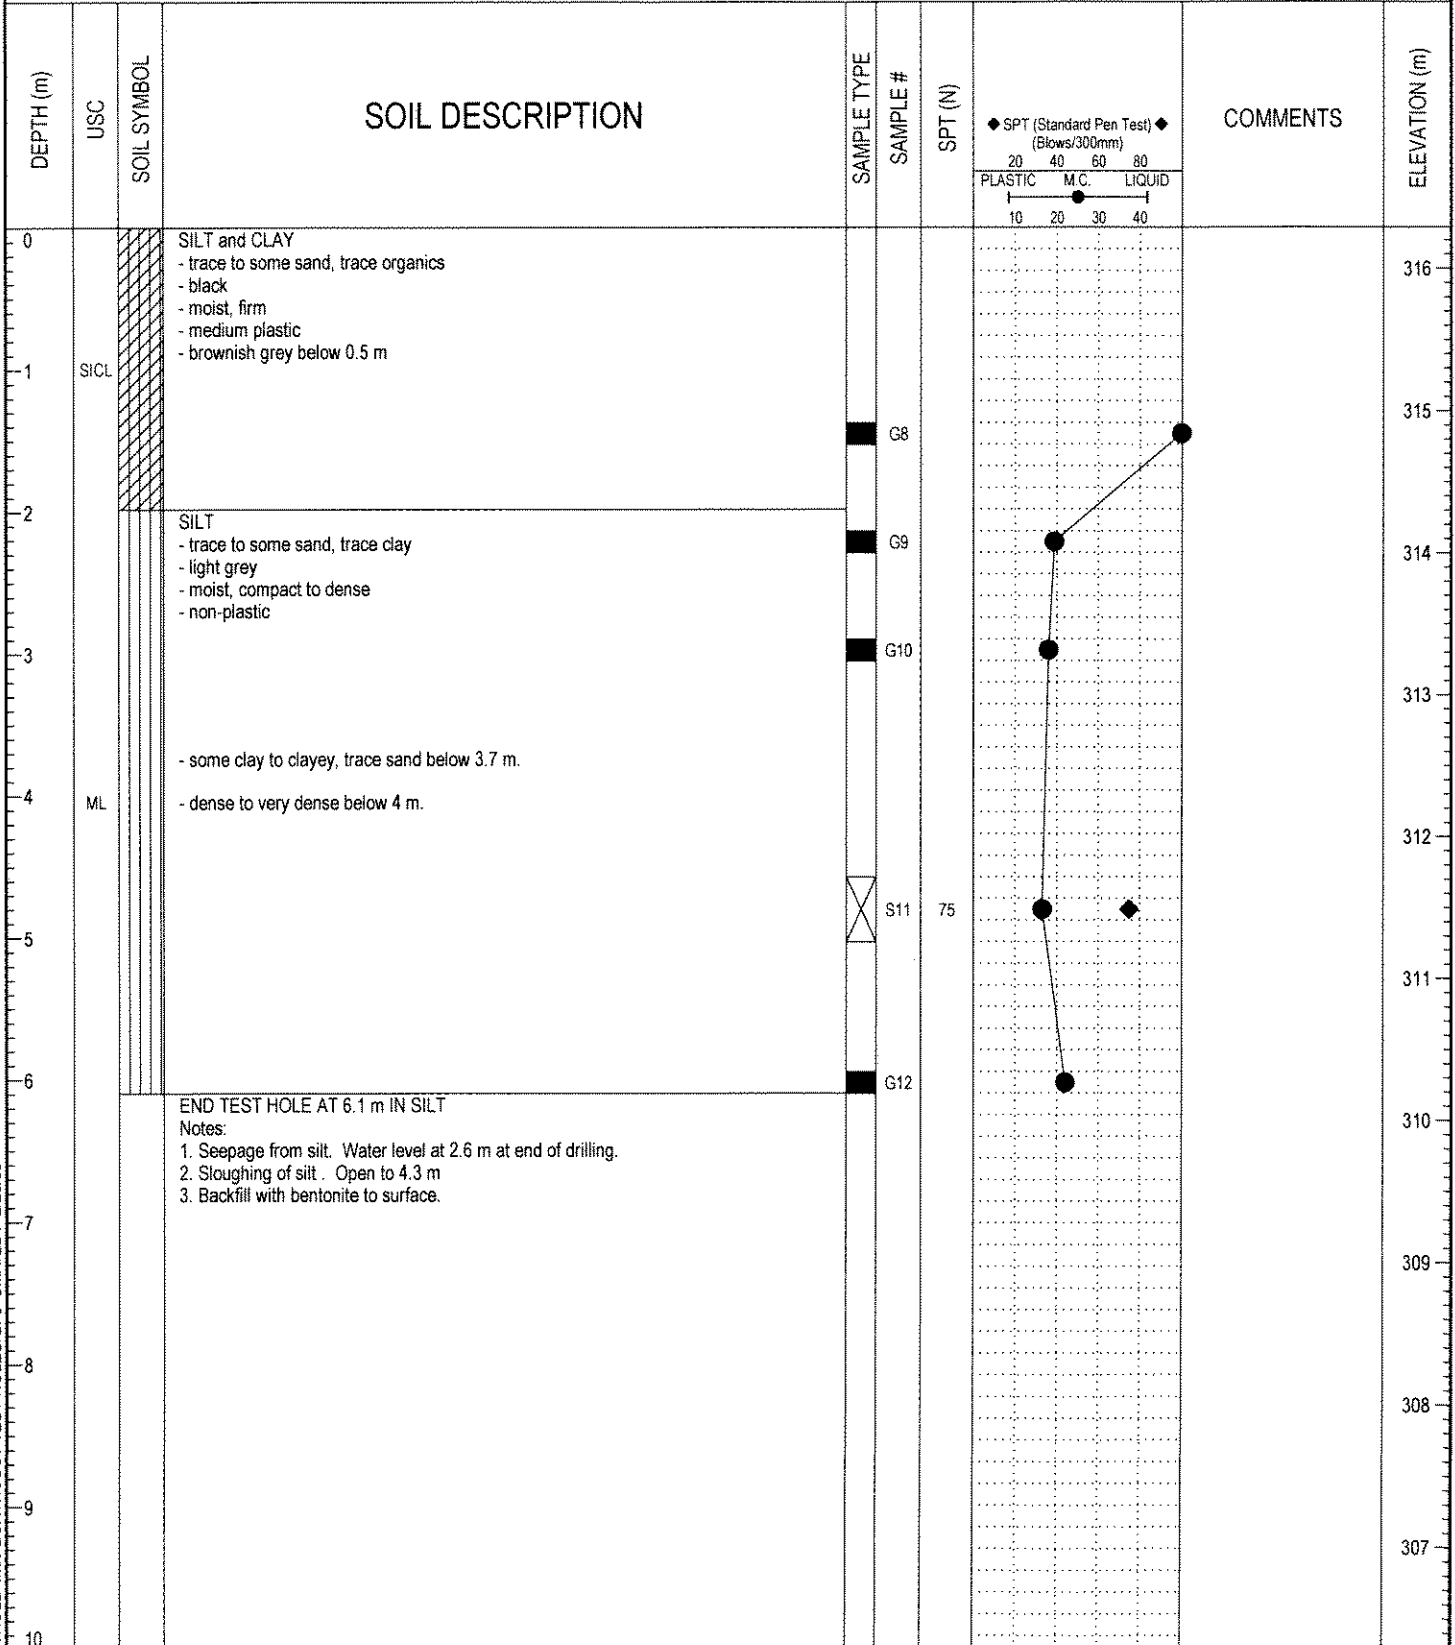 DEPTH (m)
USC
SOIL SYMBOL
SOIL DESCRIPTION
SAMPLE TYPE
SAMPLE #
SPT (N)
◆ SPT (Standard Pen Test) ◆
(Blows/300mm)
20 40 60 80
PLASTIC M.C. LIQUID
10 20 30 40
COMMENTS
ELEVATION (m)
0
SILT and CLAY
- trace to some sand, trace organics
- black
- moist, firm
- medium plastic
- brownish grey below 0.5 m
316
1
SICL
315
G8
2
SILT
- trace to some sand, trace clay
- light grey
- moist, compact to dense
- non-plastic
G9
314
3
G10
313
- some clay to clayey, trace sand below 3.7 m.
4
ML
- dense to very dense below 4 m.
312
S11
75
5
311
6
G12
END TEST HOLE AT 6.1 m IN SILT
Notes:
1. Seepage from silt. Water level at 2.6 m at end of drilling.
2. Sloughing of silt . Open to 4.3 m
3. Backfill with bentonite to surface.
310
7
309
8
308
9
307
10